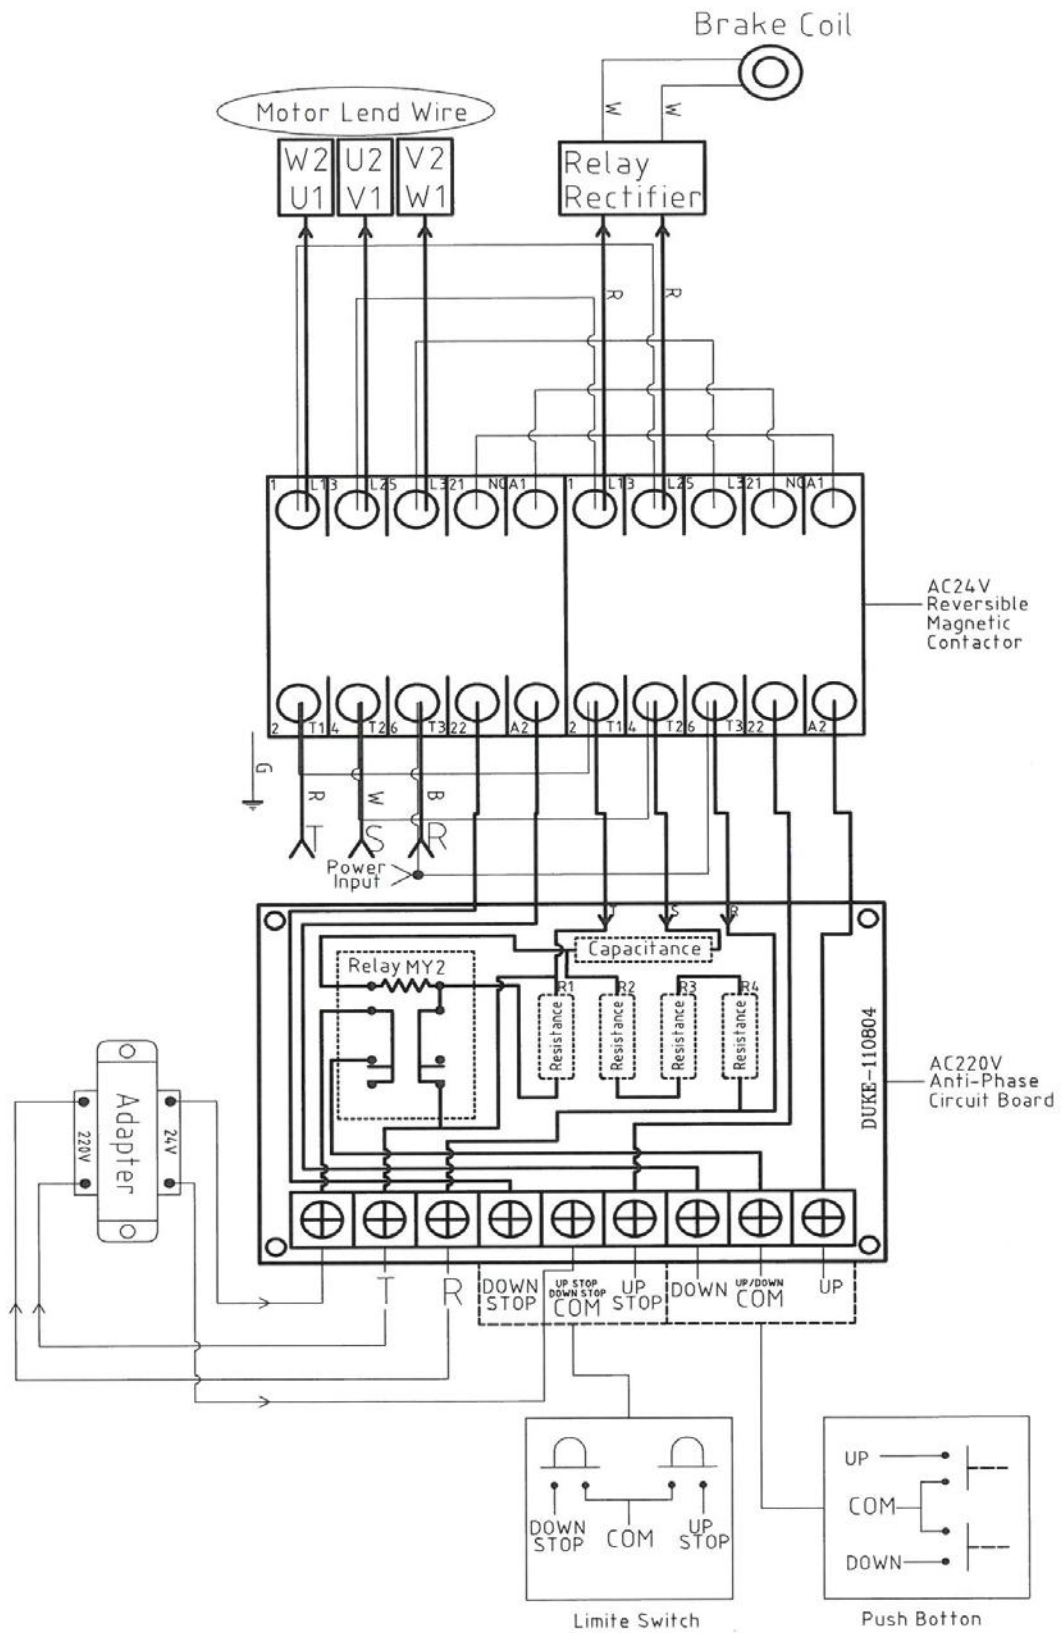 Brake Coil
Motor Lend Wire
W2 U2 V2
U1 V1 W1
Relay
Rectifier
W W
R R
1 L1 3 L2 5 L3 21 NC A1 1 L1 3 L2 5 L3 21 NC A1
AC24V
Reversible
Magnetic
Contactor
2 T1 4 T2 6 T3 22 A2 2 T1 4 T2 6 T3 22 A2
G
R W B
T S R
Power
Input
T S R
Capacitance
Relay MY2
R1 R2 R3 R4
Resistance Resistance Resistance Resistance
DUKE-110804
AC220V
Anti-Phase
Circuit Board
Adapter
220V
24V
T
R
DOWN
STOP
UP STOP
DOWN STOP
COM
UP
STOP
DOWN
UP/DOWN
COM
UP
DOWN
STOP
COM
UP
STOP
Limite Switch
UP
COM
DOWN
Push Botton